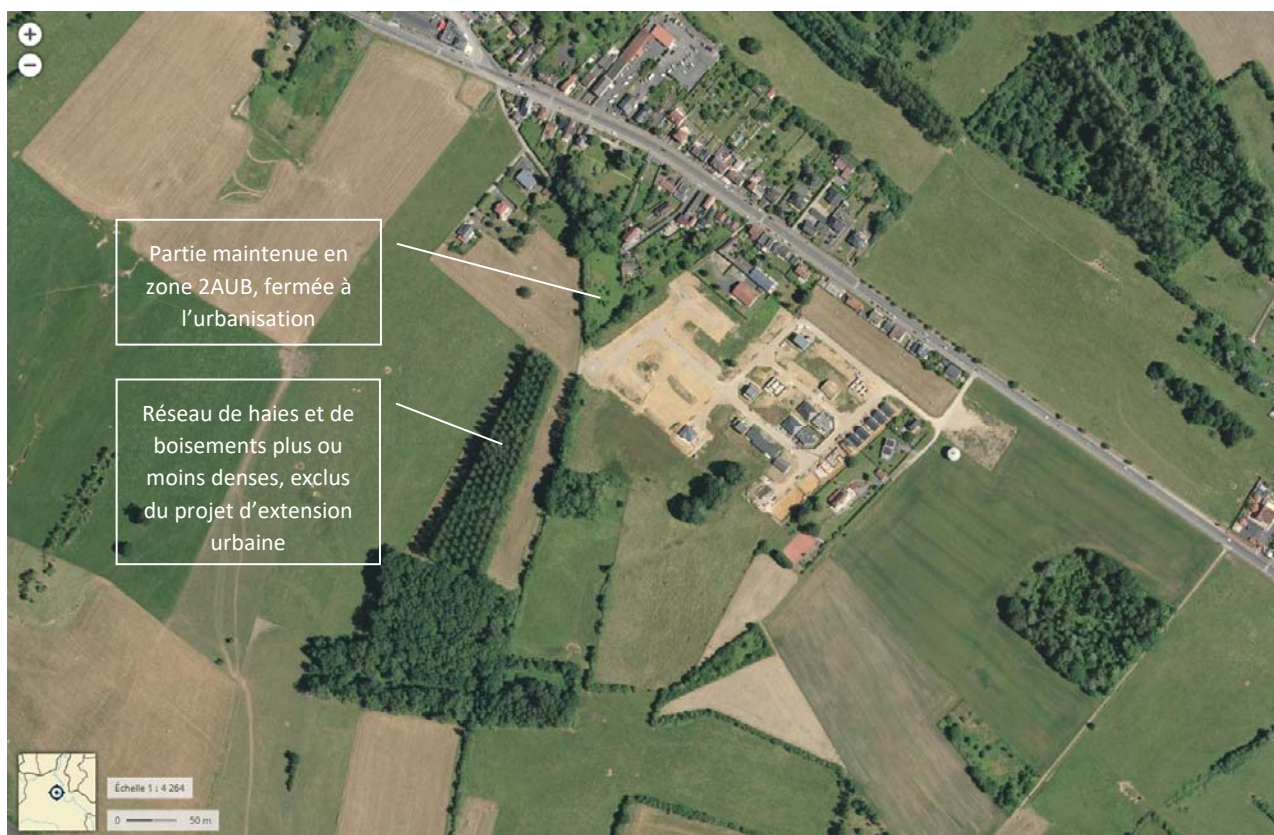 +
−
Partie maintenue en
zone 2AUB, fermée à
l’urbanisation
Réseau de haies et de
boisements plus ou
moins denses, exclus
du projet d’extension
urbaine
Échelle 1 : 4 264
0 50 m